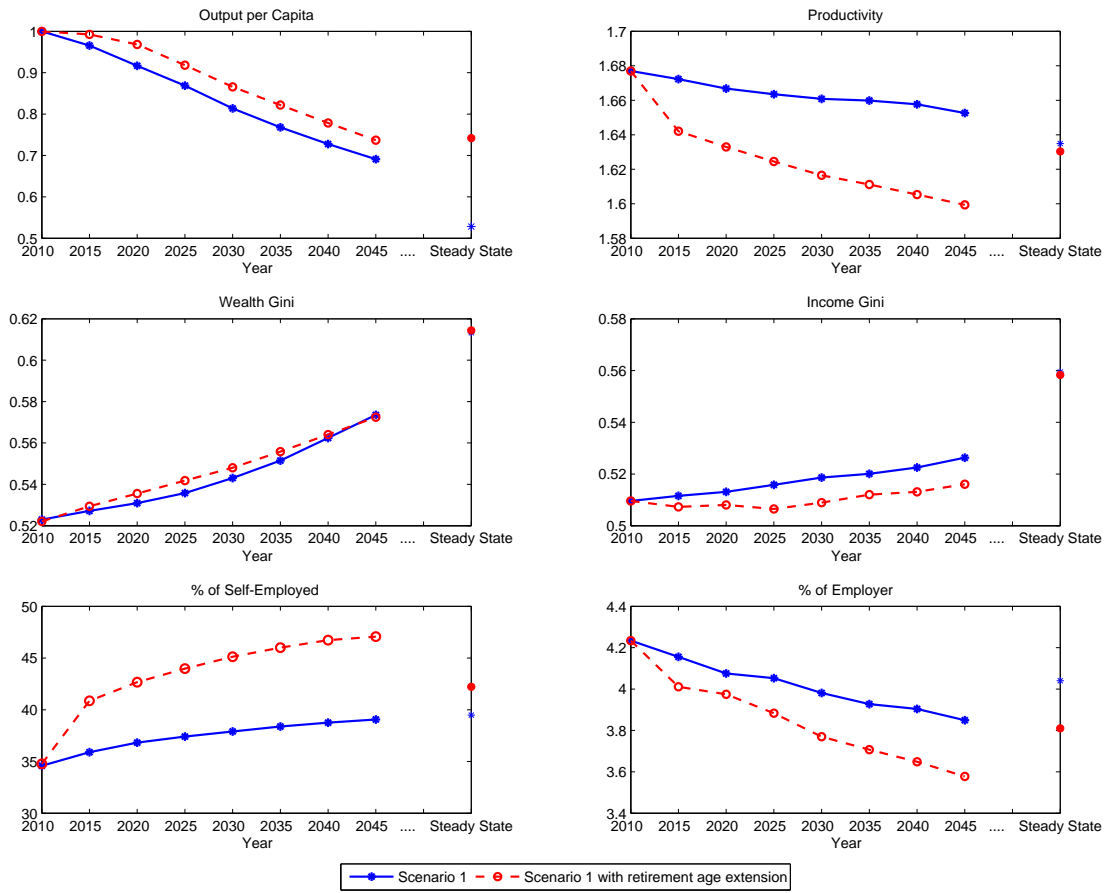 Output per Capita
1
0.9
0.8
0.7
0.6
0.5
2010 2015 2020 2025 2030 2035 2040 2045 .... Steady State
Year
Productivity
1.7
1.68
1.66
1.64
1.62
1.6
1.58
2010 2015 2020 2025 2030 2035 2040 2045 .... Steady State
Year
Wealth Gini
0.62
0.6
0.58
0.56
0.54
0.52
2010 2015 2020 2025 2030 2035 2040 2045 .... Steady State
Year
Income Gini
0.58
0.56
0.54
0.52
0.5
2010 2015 2020 2025 2030 2035 2040 2045 .... Steady State
Year
% of Self-Employed
50
45
40
35
30
2010 2015 2020 2025 2030 2035 2040 2045 .... Steady State
Year
% of Employer
4.4
4.2
4
3.8
3.6
3.4
2010 2015 2020 2025 2030 2035 2040 2045 .... Steady State
Year
Scenario 1 Scenario 1 with retirement age extension